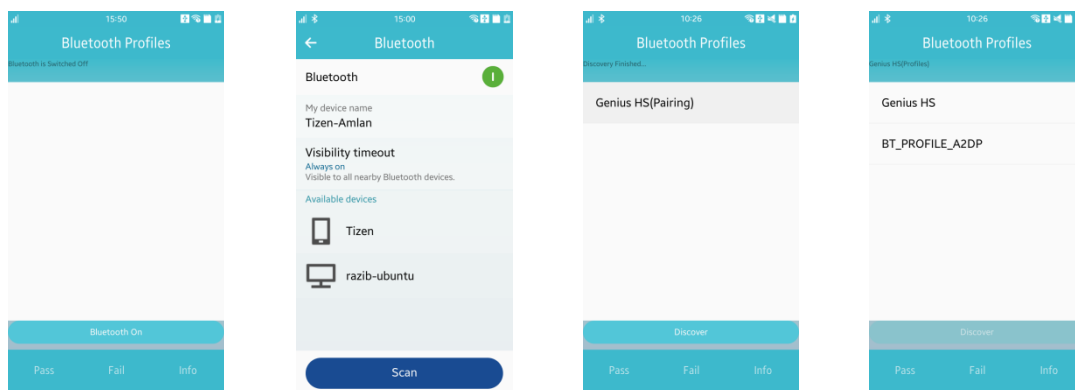 15:50
Bluetooth Profiles
Bluetooth is Switched Off
Bluetooth On
Pass Fail Info
15:00
Bluetooth
Bluetooth
My device name
Tizen-Amlan
Visibility timeout
Always on
Visible to all nearby Bluetooth devices.
Available devices
Tizen
razib-ubuntu
Scan
10:26
Bluetooth Profiles
Discovery Finished...
Genius HS(Pairing)
Discover
Pass Fail Info
10:26
Bluetooth Profiles
Genius HS(Profiles)
Genius HS
BT_PROFILE_A2DP
Discover
Pass Fail Info